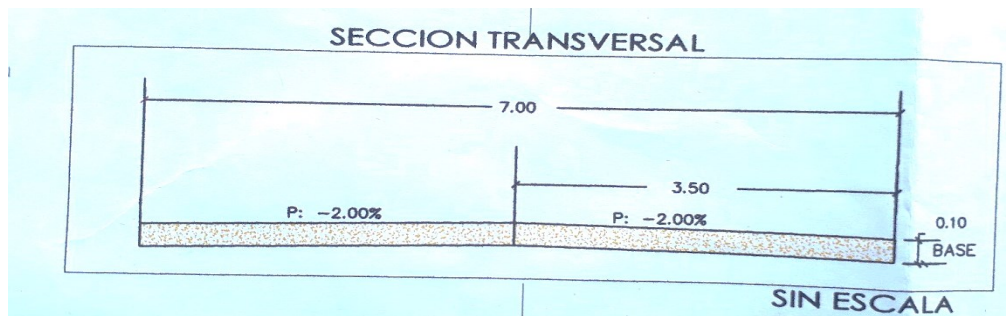 SECCION TRANSVERSAL
7.00
3.50
P: -2.00%
P: -2.00%
0.10
BASE
SIN ESCALA